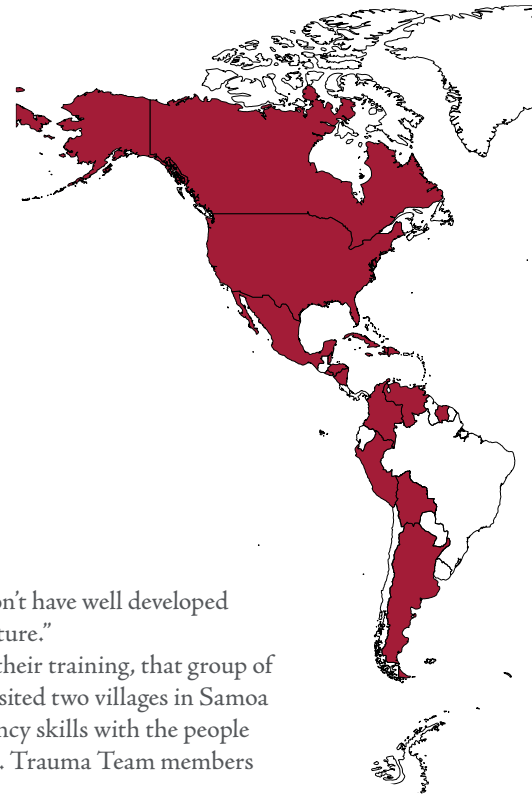 on’t have well developed
ture.”
their training, that group of
sited two villages in Samoa
ncy skills with the people
. Trauma Team members